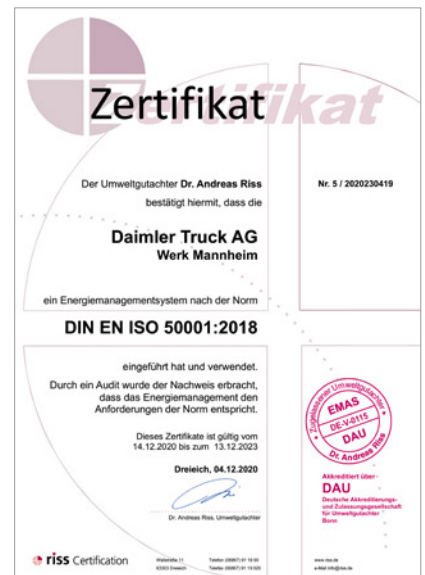 Zertifikat
Der Umweltgutachter Dr. Andreas Riss
bestätigt hiermit, dass die
Nr. 5 / 2020230419
Daimler Truck AG
Werk Mannheim
ein Energiemanagementsystem nach der Norm
DIN EN ISO 50001:2018
eingeführt hat und verwendet.
Durch ein Audit wurde der Nachweis erbracht,
dass das Energiemanagement den
Anforderungen der Norm entspricht.
Dieses Zertifikate ist gültig vom
14.12.2020 bis zum 13.12.2023
Dreieich, 04.12.2020
Dr. Andreas Riss, Umweltgutachter
Zugelassener Umweltgutachter
EMAS
DE-V-0115
DAU
Dr. Andreas Riss
Akkreditiert über
DAU
Deutsche Akkreditierungs-
und Zulassungsgesellschaft
für Umweltgutachter
Bonn
riss Certification
www.riss.de